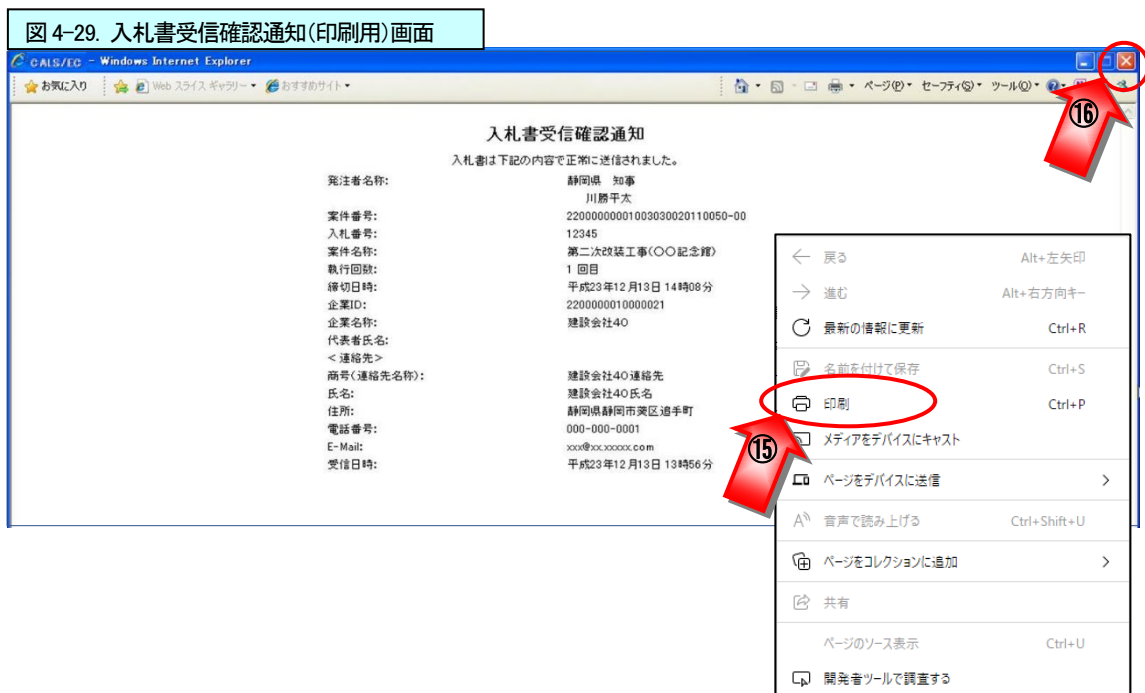 図 4-29. 入札書受信確認通知(印刷用)画面
CALS/EC - Windows Internet Explorer
お気に入り Web スライス ギャラリー おすすめサイト ページ(P) セーフティ(S) ツール(O)
⑯
入札書受信確認通知
入札書は下記の内容で正常に送信されました。
発注者名称: 静岡県 知事
川勝平太
案件番号: 22000000001003030020110050-00
入札番号: 12345
案件名称: 第二次改装工事(〇〇記念館)
執行回数: 1 回目
締切日時: 平成23年12月13日 14時08分
企業ID: 2200000010000021
企業名称: 建設会社40
代表者氏名:
<連絡先>
商号(連絡先名称): 建設会社40連絡先
氏名: 建設会社40氏名
住所: 静岡県静岡市葵区追手町
電話番号: 000-000-0001
E-Mail: xxx@xx.xxxxx.com
受信日時: 平成23年12月13日 13時56分
戻る Alt+左矢印
進む Alt+右方向キー
最新の情報に更新 Ctrl+R
名前を付けて保存 Ctrl+S
印刷 Ctrl+P
⑮
メディアをデバイスにキャスト
ページをデバイスに送信
音声で読み上げる Ctrl+Shift+U
ページをコレクションに追加
共有
ページのソース表示 Ctrl+U
開発者ツールで調査する